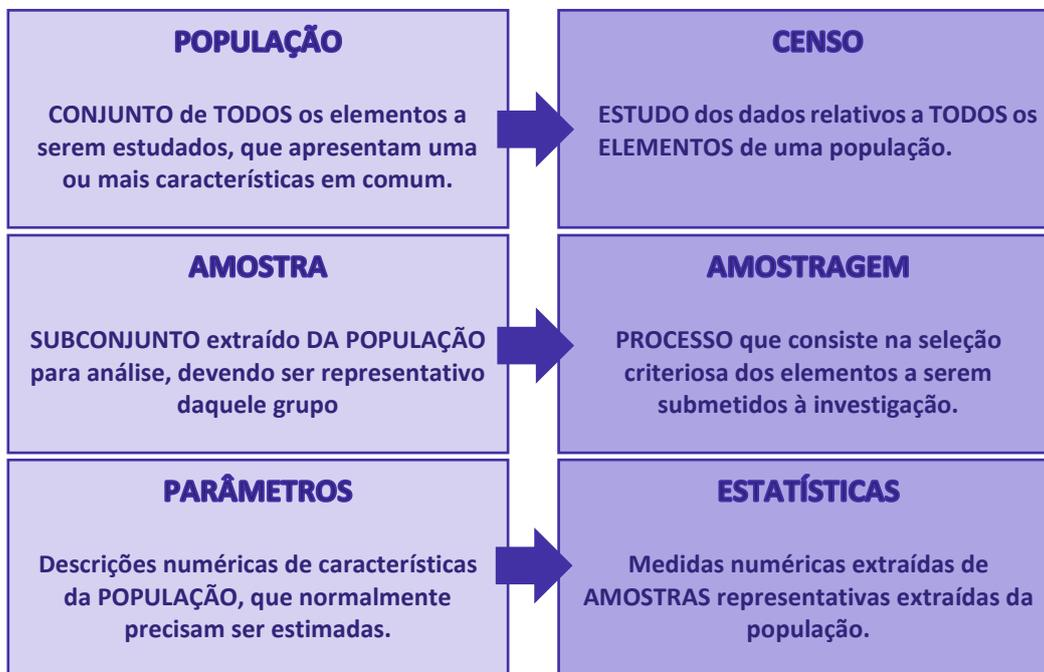 POPULAÇÃO
CONJUNTO de TODOS os elementos a
serem estudados, que apresentam uma
ou mais características em comum.
CENSO
ESTUDO dos dados relativos a TODOS os
ELEMENTOS de uma população.
AMOSTRA
SUBCONJUNTO extraído DA POPULAÇÃO
para análise, devendo ser representativo
daquele grupo
AMOSTRAGEM
PROCESSO que consiste na seleção
criteriosa dos elementos a serem
submetidos à investigação.
PARÂMETROS
Descrições numéricas de características
da POPULAÇÃO, que normalmente
precisam ser estimadas.
ESTATÍSTICAS
Medidas numéricas extraídas de
AMOSTRAS representativas extraídas da
população.